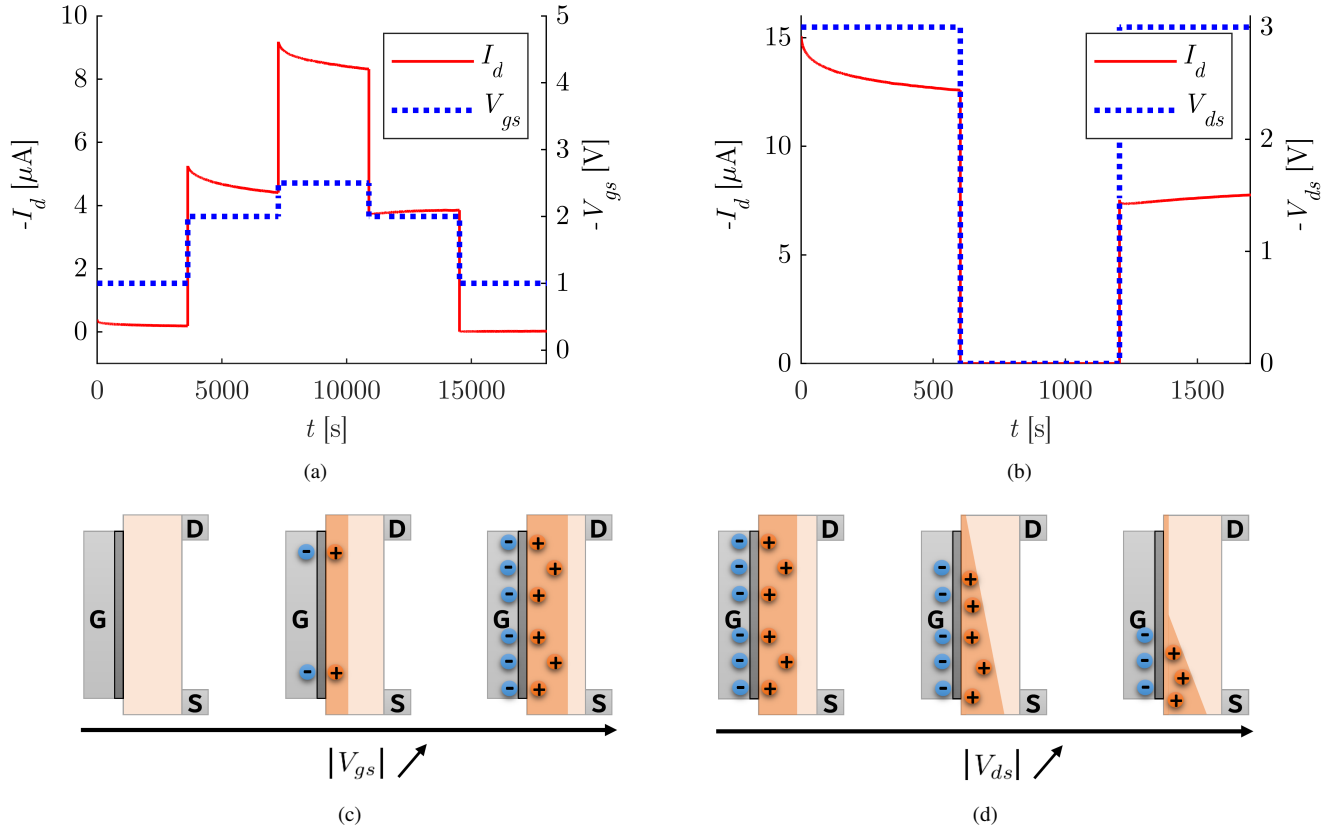 10
8
6
4
2
0
-I_d [μA]
5
4
3
2
1
0
-V_gs [V]
I_d
V_gs
0 5000 10000 15000
t [s]
(a)
15
10
5
0
-I_d [μA]
3
2
1
0
-V_ds [V]
I_d
V_ds
0 500 1000 1500
t [s]
(b)
G D S
- + - + D S
- - - G - - - + + + + + + D S
|V_gs| ↗
(c)
- - - G - - - + + + + + + D S
- - G - - - + + + + + D S
G - - - + + + D S
|V_ds| ↗
(d)